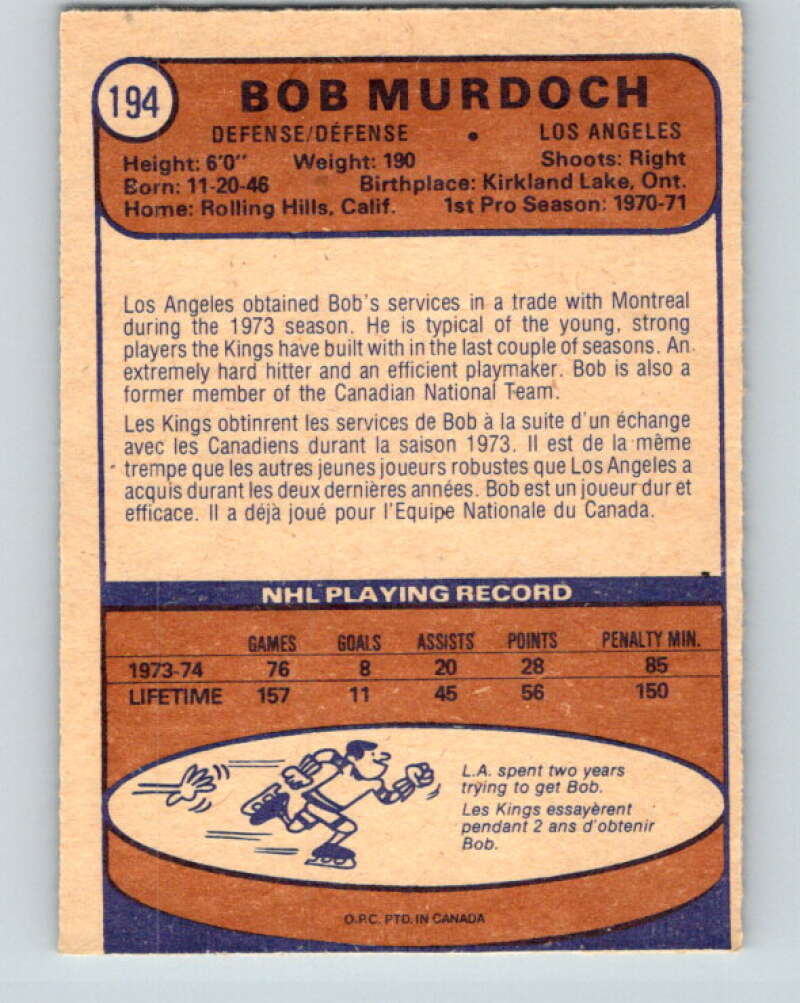 194
BOB MURDOCH
DEFENSE/DÉFENSE • LOS ANGELES
Height: 6'0" Weight: 190 Shoots: Right
Born: 11-20-46 Birthplace: Kirkland Lake, Ont.
Home: Rolling Hills, Calif. 1st Pro Season: 1970-71
Los Angeles obtained Bob's services in a trade with Montreal
during the 1973 season. He is typical of the young, strong
players the Kings have built with in the last couple of seasons. An
extremely hard hitter and an efficient playmaker. Bob is also a
former member of the Canadian National Team.
Les Kings obtinrent les services de Bob à la suite d'un échange
avec les Canadiens durant la saison 1973. Il est de la même
trempe que les autres jeunes joueurs robustes que Los Angeles a
acquis durant les deux dernières années. Bob est un joueur dur et
efficace. Il a déjà joué pour l'Equipe Nationale du Canada.
NHL PLAYING RECORD
GAMES GOALS ASSISTS POINTS PENALTY MIN.
1973-74 76 8 20 28 85
LIFETIME 157 11 45 56 150
L.A. spent two years
trying to get Bob.
Les Kings essayèrent
pendant 2 ans d'obtenir
Bob.
O.P.C. PTD. IN CANADA